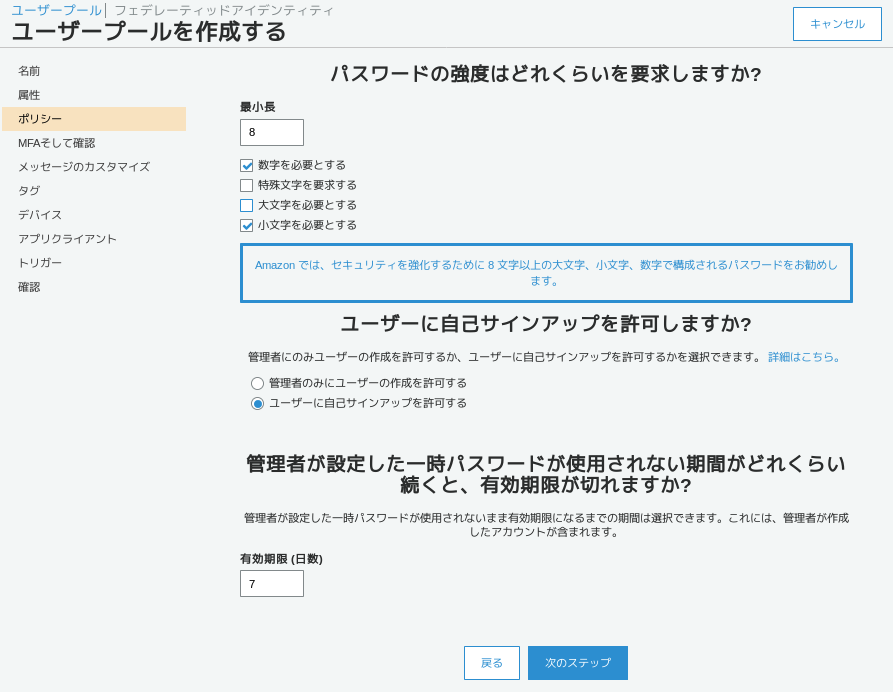 ユーザープール| フェデレーティッドアイデンティティ
ユーザープールを作成する
キャンセル
名前
属性
ポリシー
MFAそして確認
メッセージのカスタマイズ
タグ
デバイス
アプリクライアント
トリガー
確認
パスワードの強度はどれくらいを要求しますか?
最小長
8
数字を必要とする
特殊文字を要求する
大文字を必要とする
小文字を必要とする
Amazon では、セキュリティを強化するために 8 文字以上の大文字、小文字、数字で構成されるパスワードをお勧めし
ます。
ユーザーに自己サインアップを許可しますか?
管理者にのみユーザーの作成を許可するか、ユーザーに自己サインアップを許可するかを選択できます。 詳細はこちら。
管理者のみにユーザーの作成を許可する
ユーザーに自己サインアップを許可する
管理者が設定した一時パスワードが使用されない期間がどれくらい
続くと、有効期限が切れますか?
管理者が設定した一時パスワードが使用されないまま有効期限になるまでの期間は選択できます。これには、管理者が作成
したアカウントが含まれます。
有効期限 (日数)
7
戻る
次のステップ